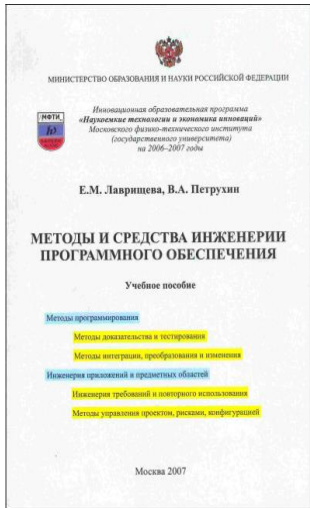 МИНИСТЕРСТВО ОБРАЗОВАНИЯ И НАУКИ РОССИЙСКОЙ ФЕДЕРАЦИИ
МФТИ
Инновационная образовательная программа
«Наукоемкие технологии и экономика инноваций»
Московского физико-технического института
(государственного университета)
на 2006–2007 годы
Е.М. Лаврищева, В.А. Петрухин
МЕТОДЫ И СРЕДСТВА ИНЖЕНЕРИИ
ПРОГРАММНОГО ОБЕСПЕЧЕНИЯ
Учебное пособие
Методы программирования
Методы доказательства и тестирования
Методы интеграции, преобразования и изменения
Инженерия приложений и предметных областей
Инженерия требований и повторного использования
Методы управления проектом, рисками, конфигурацией
Москва 2007